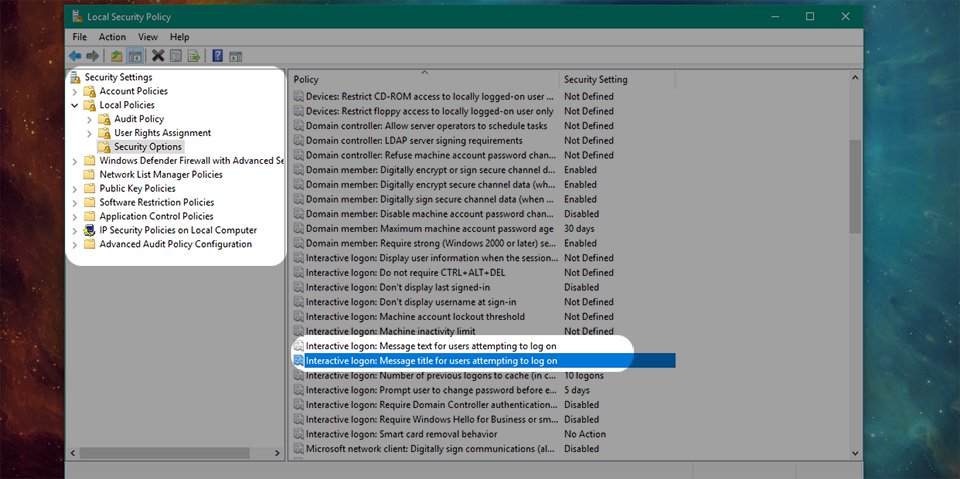 Local Security Policy
File Action View Help
Security Settings
Account Policies
Local Policies
Audit Policy
User Rights Assignment
Security Options
Windows Defender Firewall with Advanced Se
Network List Manager Policies
Public Key Policies
Software Restriction Policies
Application Control Policies
IP Security Policies on Local Computer
Advanced Audit Policy Configuration
Policy Security Setting
Devices: Restrict CD-ROM access to locally logged-on user ... Not Defined
Devices: Restrict floppy access to locally logged-on user only Not Defined
Domain controller: Allow server operators to schedule tasks Not Defined
Domain controller: LDAP server signing requirements Not Defined
Domain controller: Refuse machine account password chan... Not Defined
Domain member: Digitally encrypt or sign secure channel d... Enabled
Domain member: Digitally encrypt secure channel data (wh... Enabled
Domain member: Digitally sign secure channel data (when ... Enabled
Domain member: Disable machine account password chan... Disabled
Domain member: Maximum machine account password age 30 days
Domain member: Require strong (Windows 2000 or later) se... Enabled
Interactive logon: Display user information when the session... Not Defined
Interactive logon: Do not require CTRL+ALT+DEL Not Defined
Interactive logon: Don't display last signed-in Disabled
Interactive logon: Don't display username at sign-in Not Defined
Interactive logon: Machine account lockout threshold Not Defined
Interactive logon: Machine inactivity limit Not Defined
Interactive logon: Message text for users attempting to log on
Interactive logon: Message title for users attempting to log on
Interactive logon: Number of previous logons to cache (in c... 10 logons
Interactive logon: Prompt user to change password before e... 5 days
Interactive logon: Require Domain Controller authentication... Disabled
Interactive logon: Require Windows Hello for Business or sm... Disabled
Interactive logon: Smart card removal behavior No Action
Microsoft network client: Digitally sign communications (al... Disabled